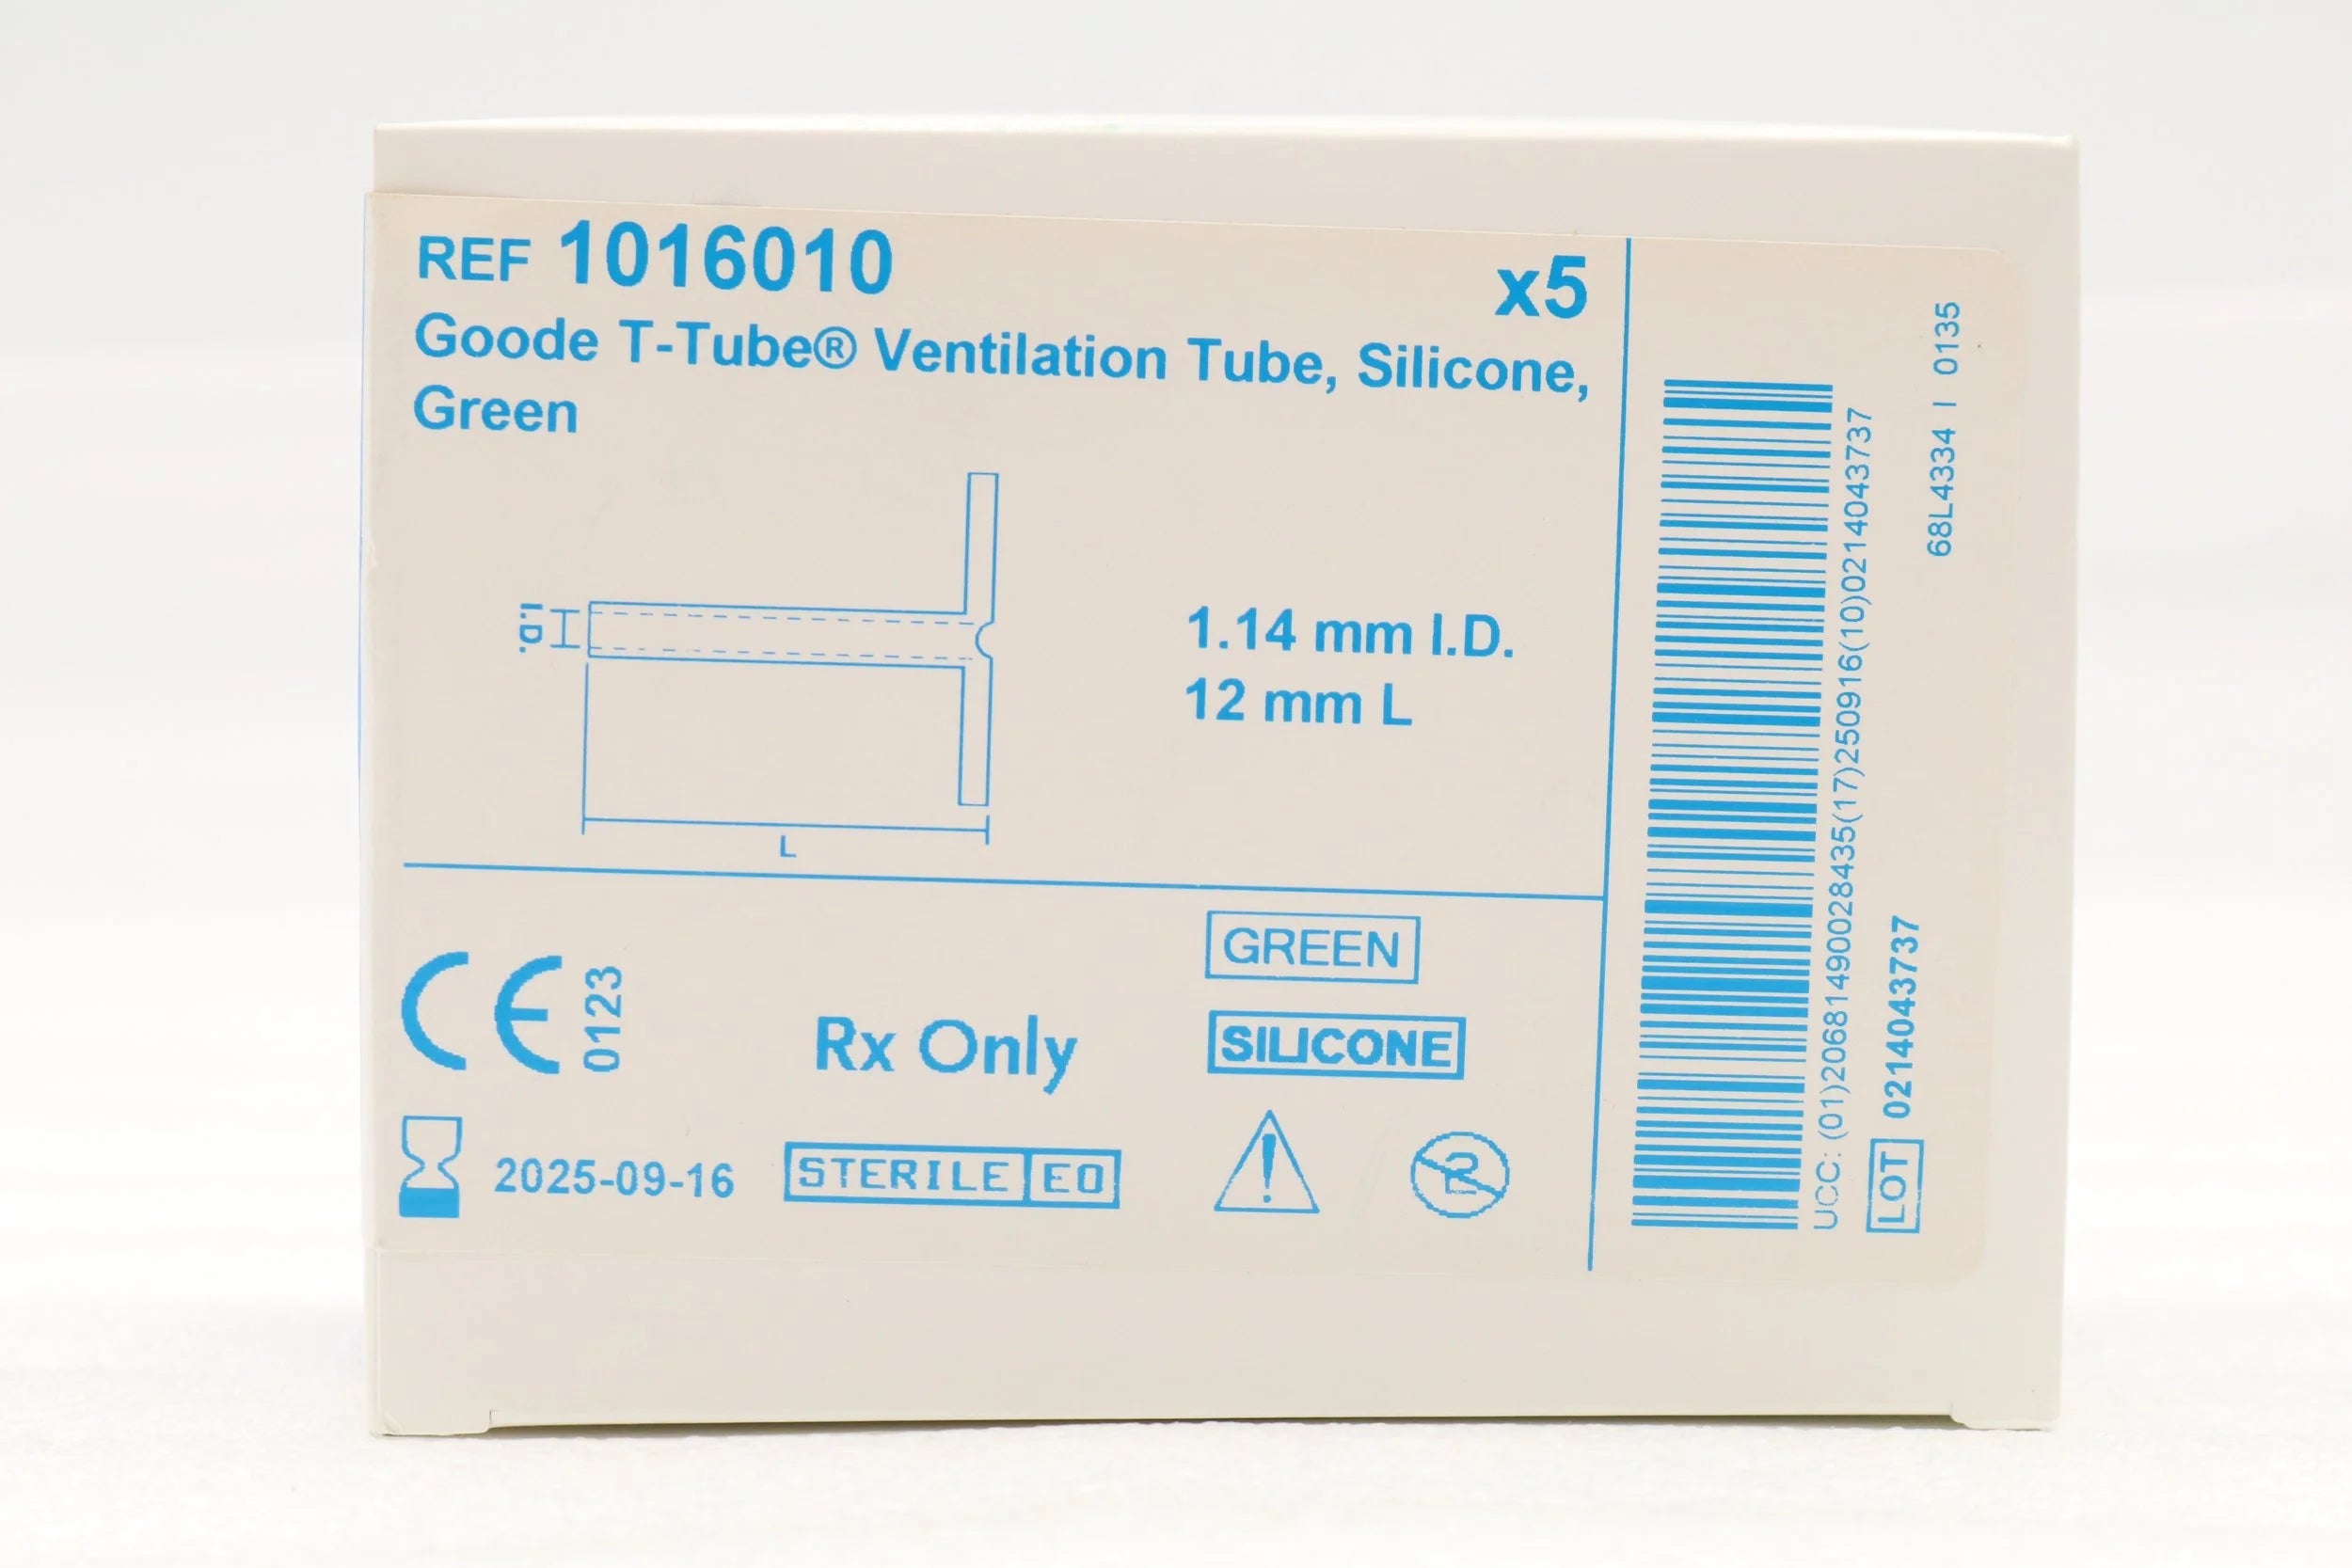 REF 1016010
x5
Goode T-Tube® Ventilation Tube, Silicone,
Green
I.D.
1.14 mm I.D.
12 mm L
L
CE 0123
Rx Only
GREEN
SILICONE
2025-09-16
STERILE EO
2
UCC: (01)20681490028435(17)250916(10)0214043737
LOT 0214043737
68L4334 I 0135